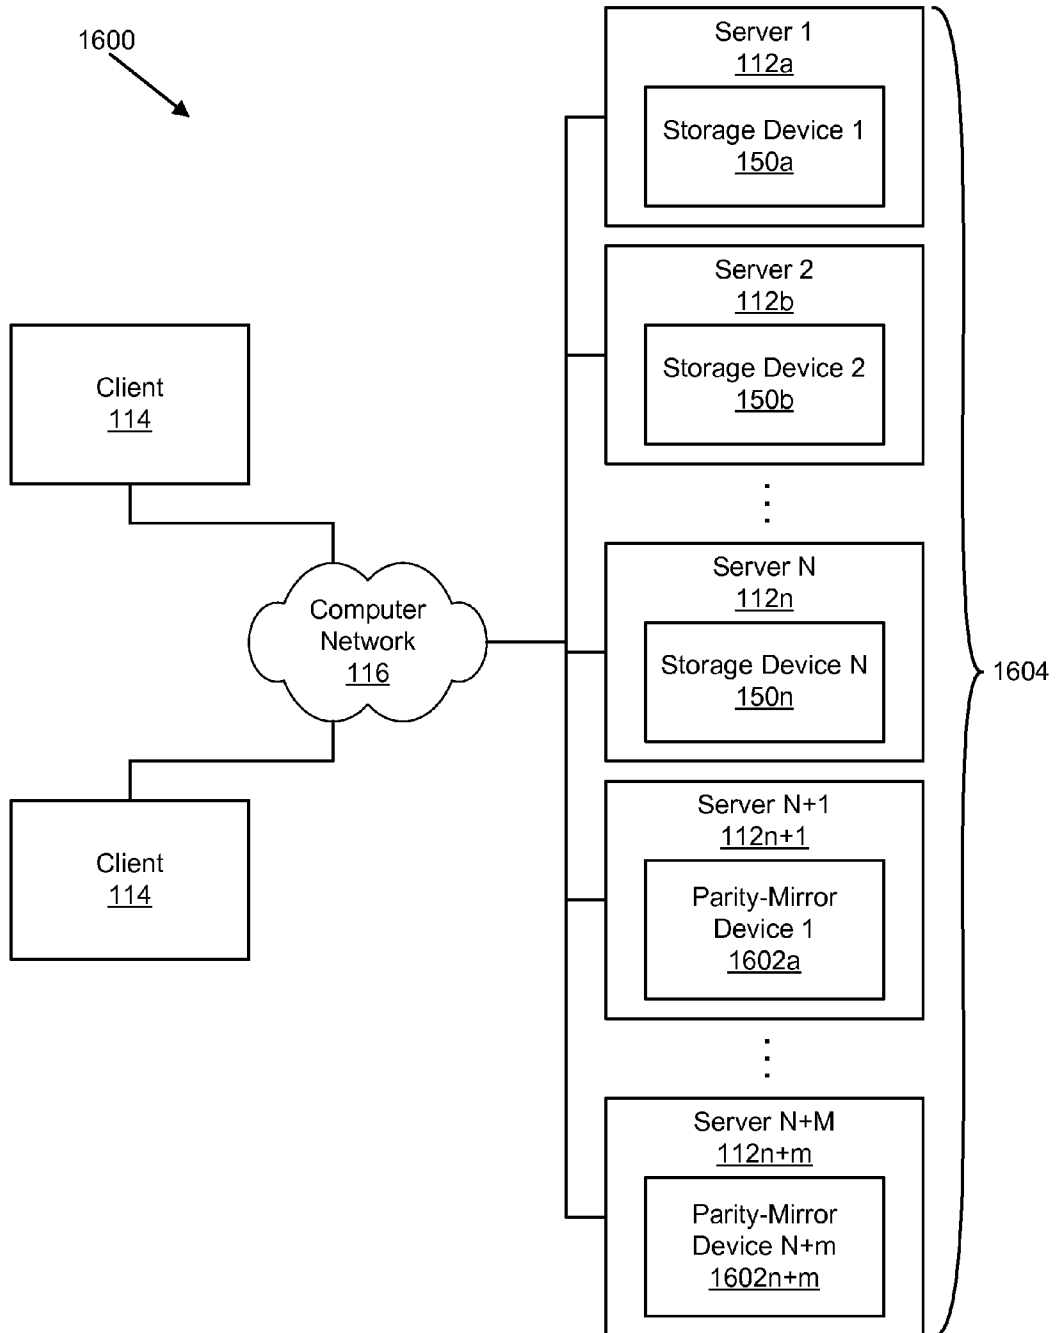 1600
Server 1
112a
Storage Device 1
150a
Server 2
112b
Storage Device 2
150b
Client
114
Server N
112n
Storage Device N
150n
Computer
Network
116
1604
Server N+1
112n+1
Parity-Mirror
Device 1
1602a
Client
114
Server N+M
112n+m
Parity-Mirror
Device N+m
1602n+m